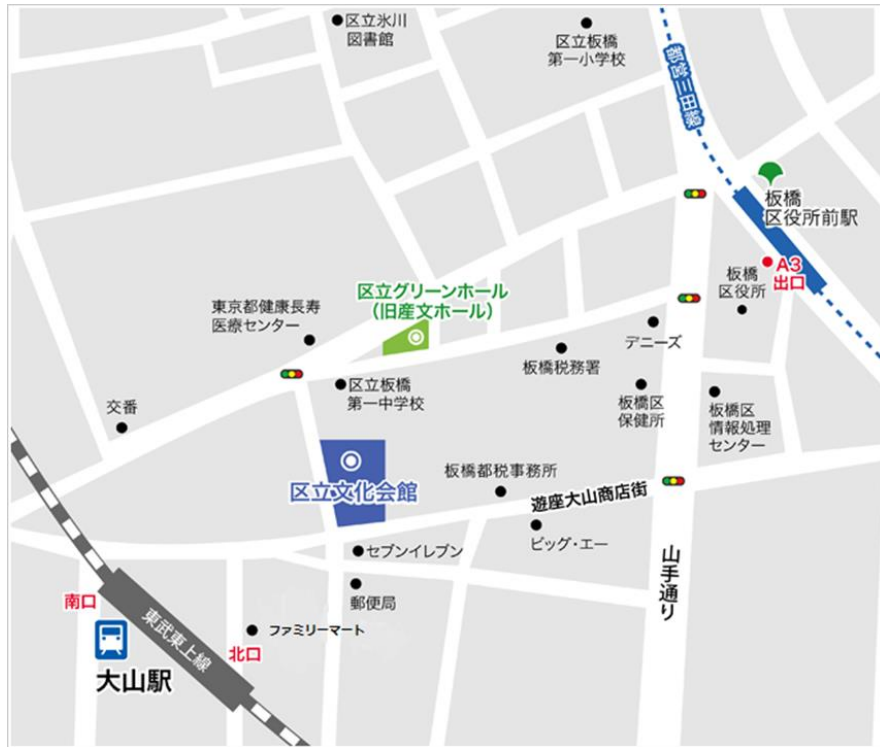 区立氷川
図書館
区立板橋
第一小学校
都営三田線
板橋
区役所前駅
A3
出口
板橋
区役所
区立グリーンホール
(旧産文ホール)
東京都健康長寿
医療センター
デニーズ
板橋税務署
区立板橋
第一中学校
板橋区
保健所
板橋区
情報処理
センター
交番
区立文化会館
板橋都税事務所
遊座大山商店街
ビッグ・エー
セブンイレブン
山手通り
郵便局
南口
東武東上線
ファミリーマート
北口
大山駅